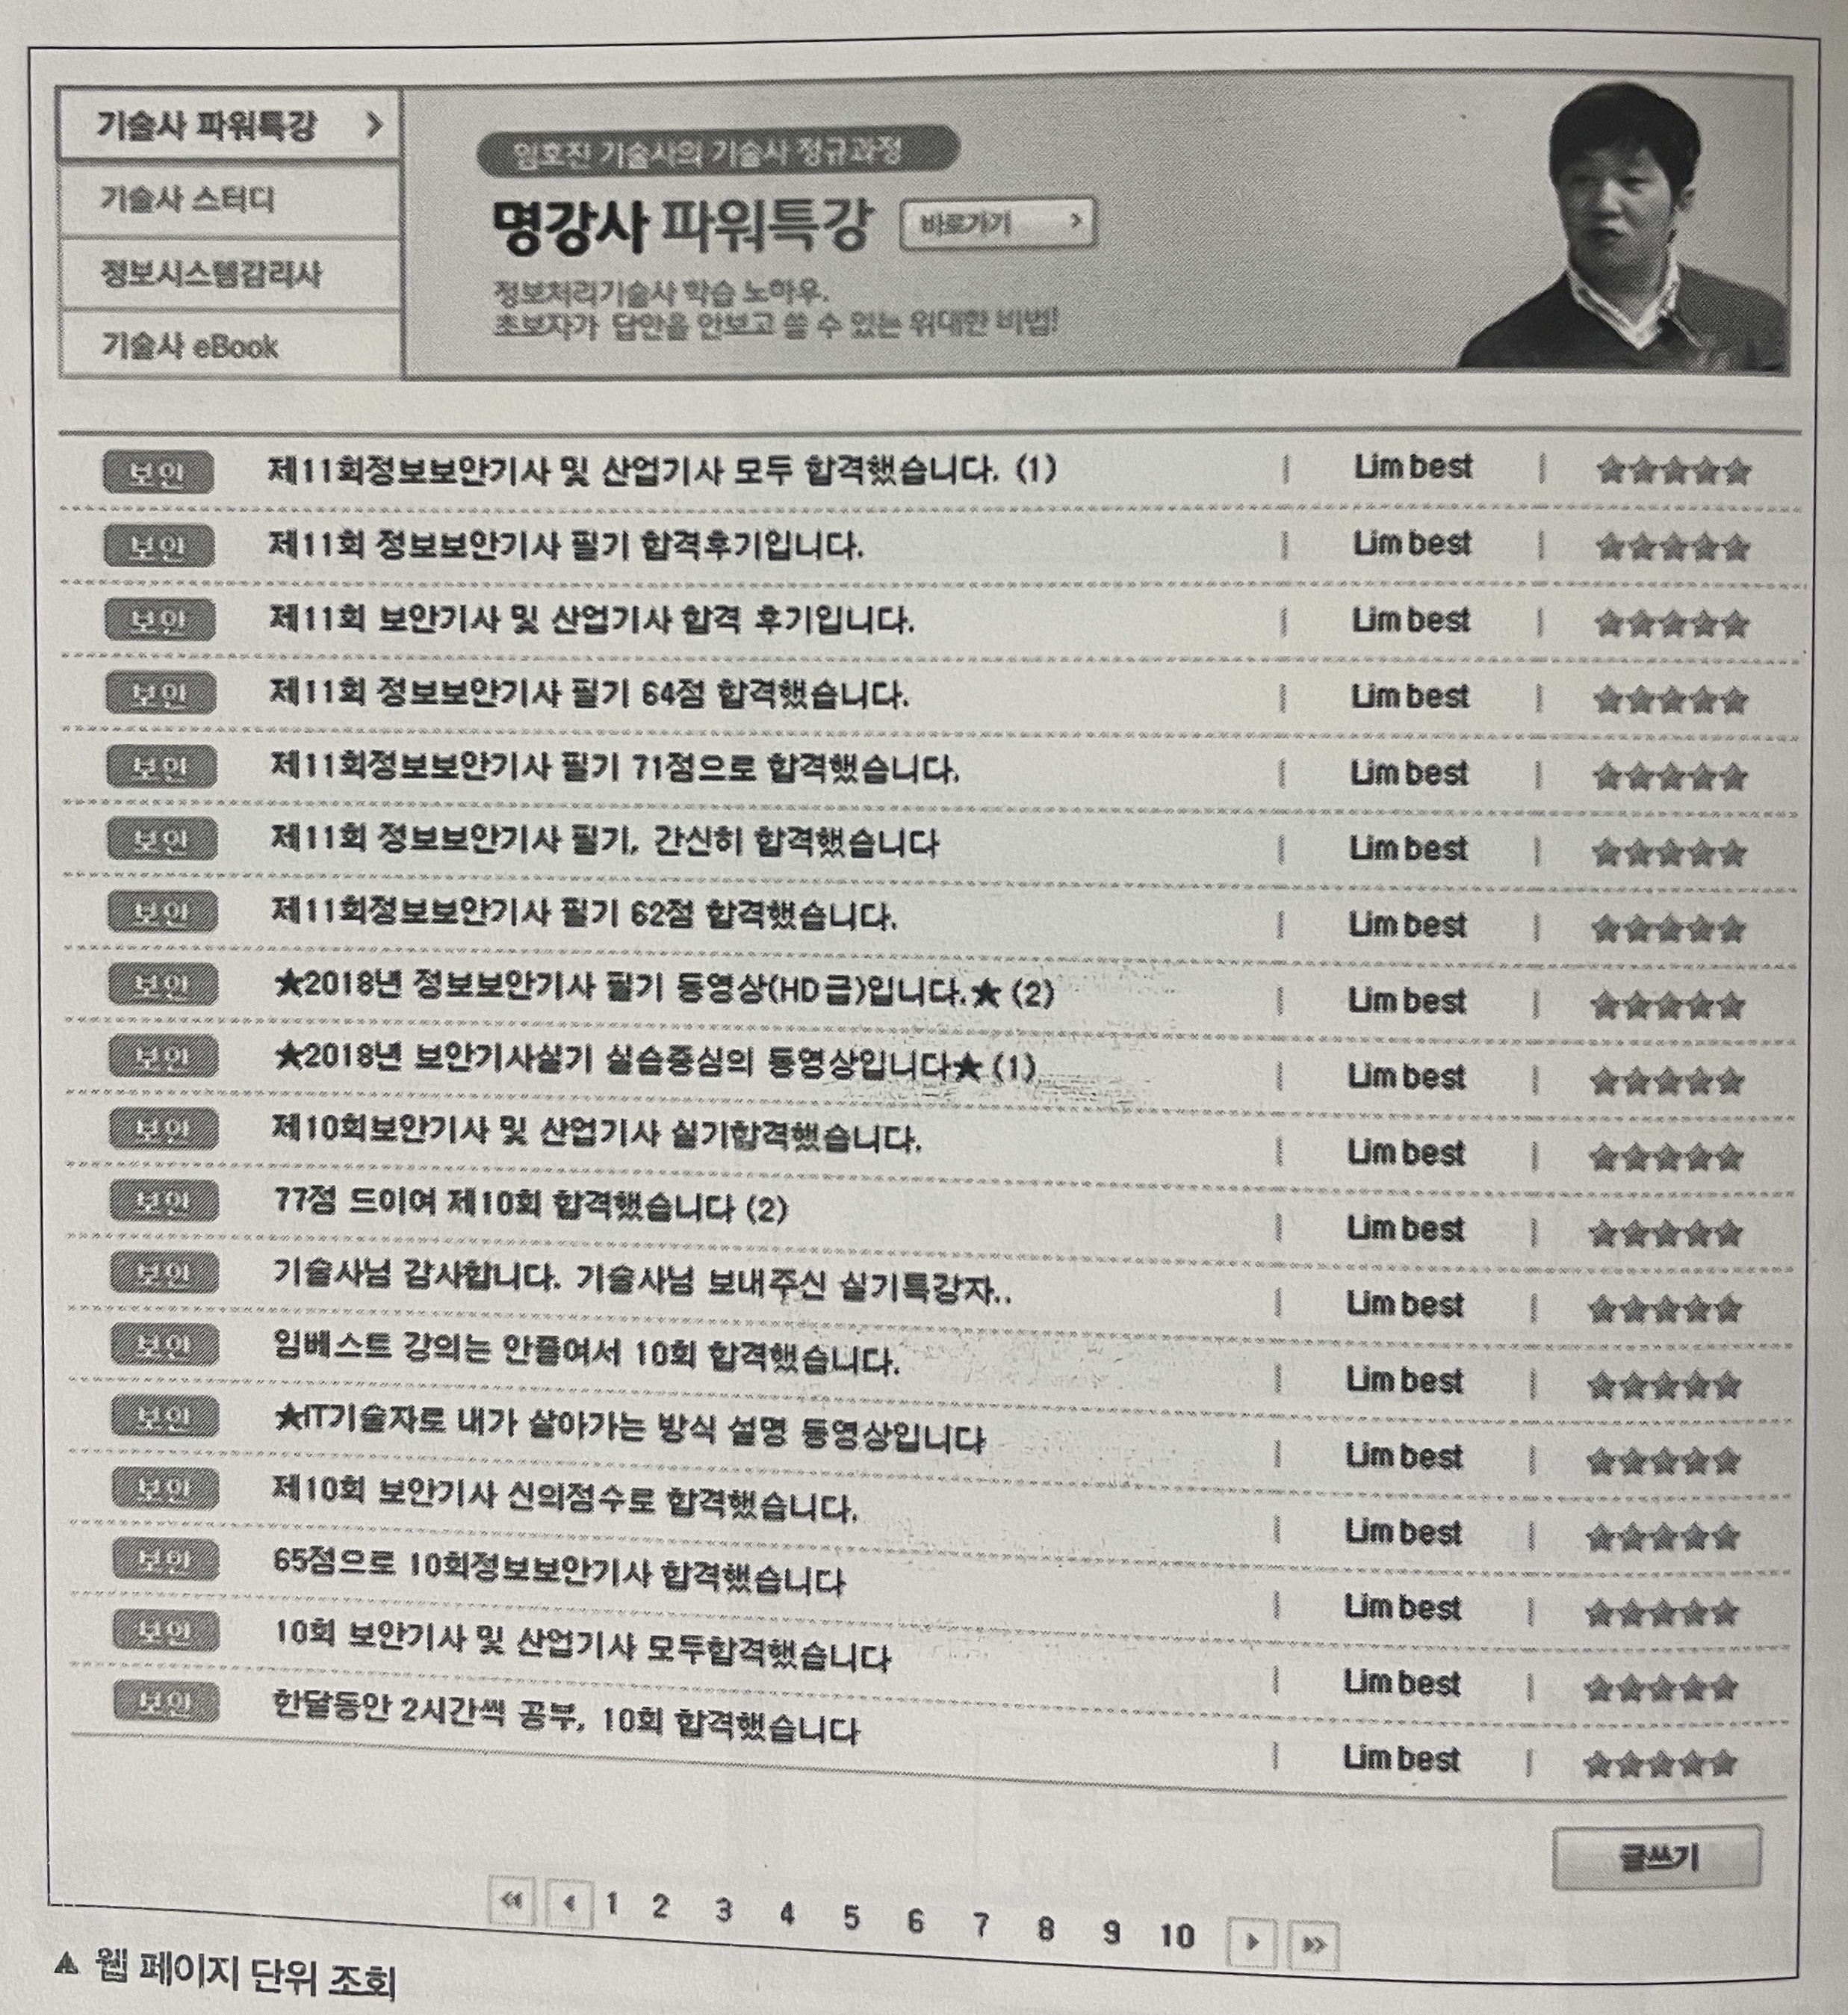 기술사 파워특강 >
기술사 스터디
정보시스템감리사
기술사 eBook
임호진 기술사의 기술사 정규과정
명강사 파워특강 바로가기 >
정보처리기술사 학습 노하우.
초보자가 답안을 안보고 쓸 수 있는 위대한 비법!
보안 제11회정보보안기사 및 산업기사 모두 합격했습니다. (1) | Lim best | ★★★★★
보안 제11회 정보보안기사 필기 합격후기입니다. | Lim best | ★★★★★
보안 제11회 보안기사 및 산업기사 합격 후기입니다. | Lim best | ★★★★★
보안 제11회 정보보안기사 필기 64점 합격했습니다. | Lim best | ★★★★★
보안 제11회정보보안기사 필기 71점으로 합격했습니다. | Lim best | ★★★★★
보안 제11회 정보보안기사 필기, 간신히 합격했습니다 | Lim best | ★★★★★
보안 제11회정보보안기사 필기 62점 합격했습니다. | Lim best | ★★★★★
보안 ★2018년 정보보안기사 필기 동영상(HD급)입니다.★ (2) | Lim best | ★★★★★
보안 ★2018년 보안기사실기 실습중심의 동영상입니다★ (1) | Lim best | ★★★★★
보안 제10회보안기사 및 산업기사 실기합격했습니다. | Lim best | ★★★★★
보안 77점 드이여 제10회 합격했습니다 (2) | Lim best | ★★★★★
보안 기술사님 감사합니다. 기술사님 보내주신 실기특강자.. | Lim best | ★★★★★
보안 임베스트 강의는 안졸여서 10회 합격했습니다. | Lim best | ★★★★★
보안 ★IT기술자로 내가 살아가는 방식 설명 동영상입니다 | Lim best | ★★★★★
보안 제10회 보안기사 신의점수로 합격했습니다. | Lim best | ★★★★★
보안 65점으로 10회정보보안기사 합격했습니다 | Lim best | ★★★★★
보안 10회 보안기사 및 산업기사 모두합격했습니다 | Lim best | ★★★★★
보안 한달동안 2시간씩 공부, 10회 합격했습니다 | Lim best | ★★★★★
글쓰기
1 2 3 4 5 6 7 8 9 10
▲ 웹 페이지 단위 조회